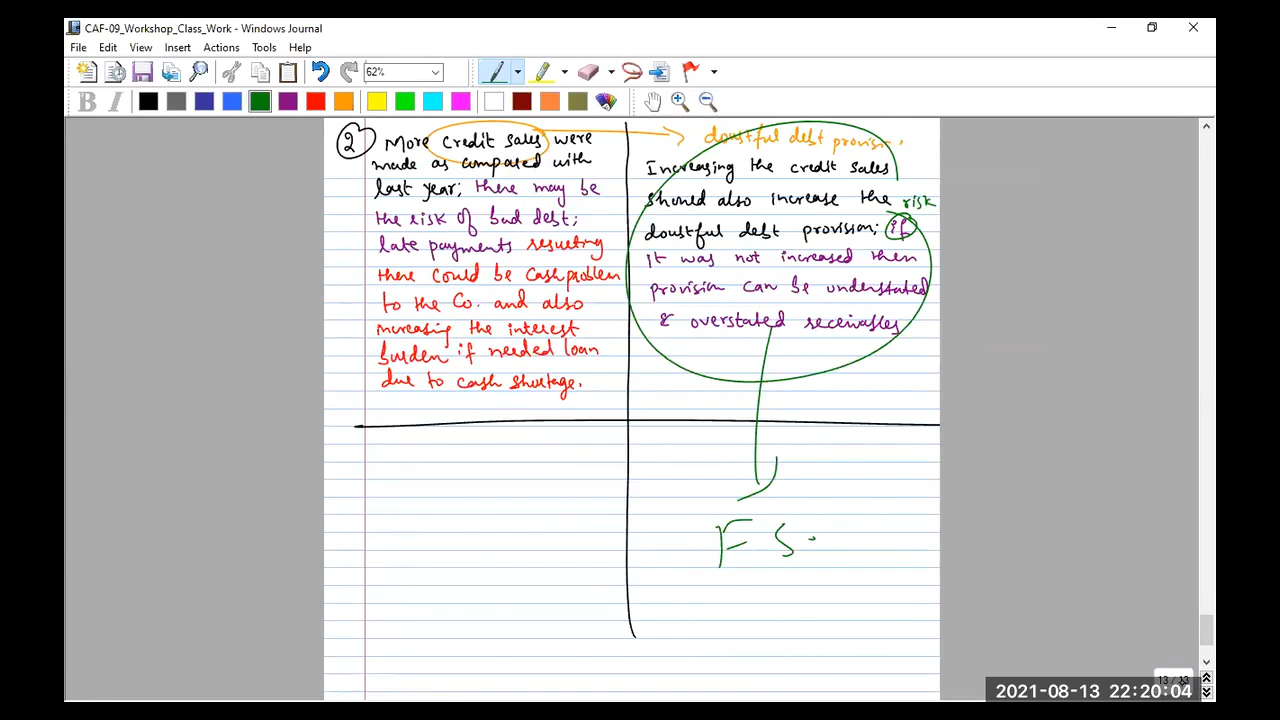 CAF-09_Workshop_Class_Work - Windows Journal
File Edit View Insert Actions Tools Help
62%
B I
2 More credit sales were
made as compared with
last year; there may be
the risk of bad debt;
late payments resulting
there could be cash problem
to the Co. and also
increasing the interest
burden if needed loan
due to cash shortage.
doubtful debt provision.
Increasing the credit sales
should also increase the risk
doubtful debt provision; if
it was not increased then
provision can be understated
& overstated receivables
F S
13 / 13
2021-08-13 22:20:04